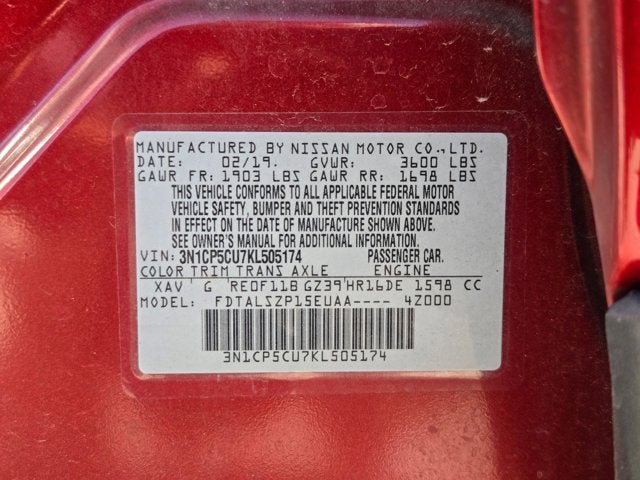 MANUFACTURED BY NISSAN MOTOR CO.,LTD.
DATE: 02/19. GVWR: 3600 LBS
GAWR FR: 1903 LBS GAWR RR: 1698 LBS
THIS VEHICLE CONFORMS TO ALL APPLICABLE FEDERAL MOTOR
VEHICLE SAFETY, BUMPER AND THEFT PREVENTION STANDARDS
IN EFFECT ON THE DATE OF MANUFACTURE SHOWN ABOVE.
SEE OWNER'S MANUAL FOR ADDITIONAL INFORMATION.
VIN: 3N1CP5CU7KL505174 PASSENGER CAR.
COLOR TRIM TRANS AXLE ENGINE
XAV G RE0F11B GZ39 HR16DE 1598 CC
MODEL: FDTALSZP15EUAA---- 4Z000
3N1CP5CU7KL505174